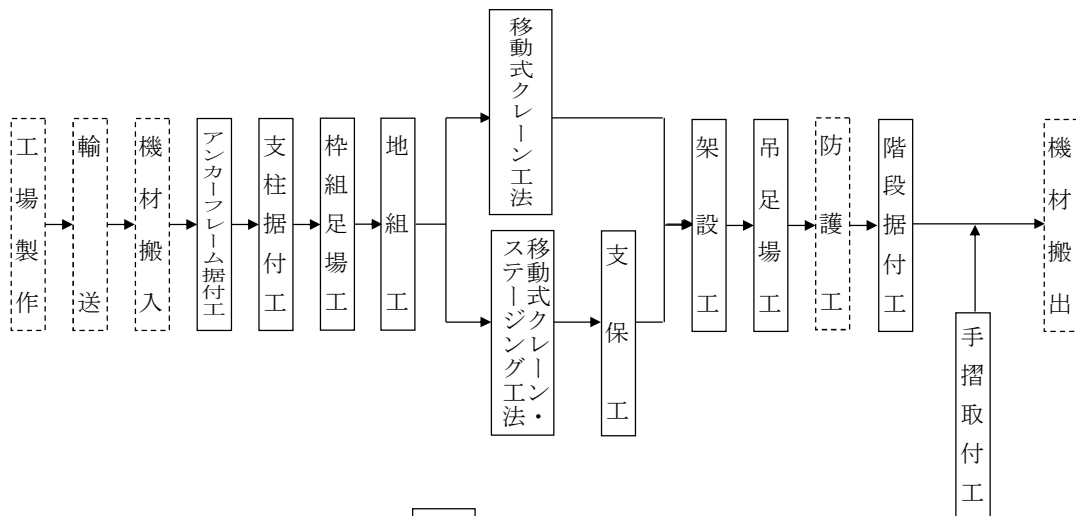 工場製作
輸送
機材搬入
アンカーフレーム据付工
支柱据付工
枠組足場工
地組工
移動式クレーン工法
移動式クレーン・
ステージング工法
支保工
架設工
吊足場工
防護工
階段据付工
手摺取付工
機材搬出